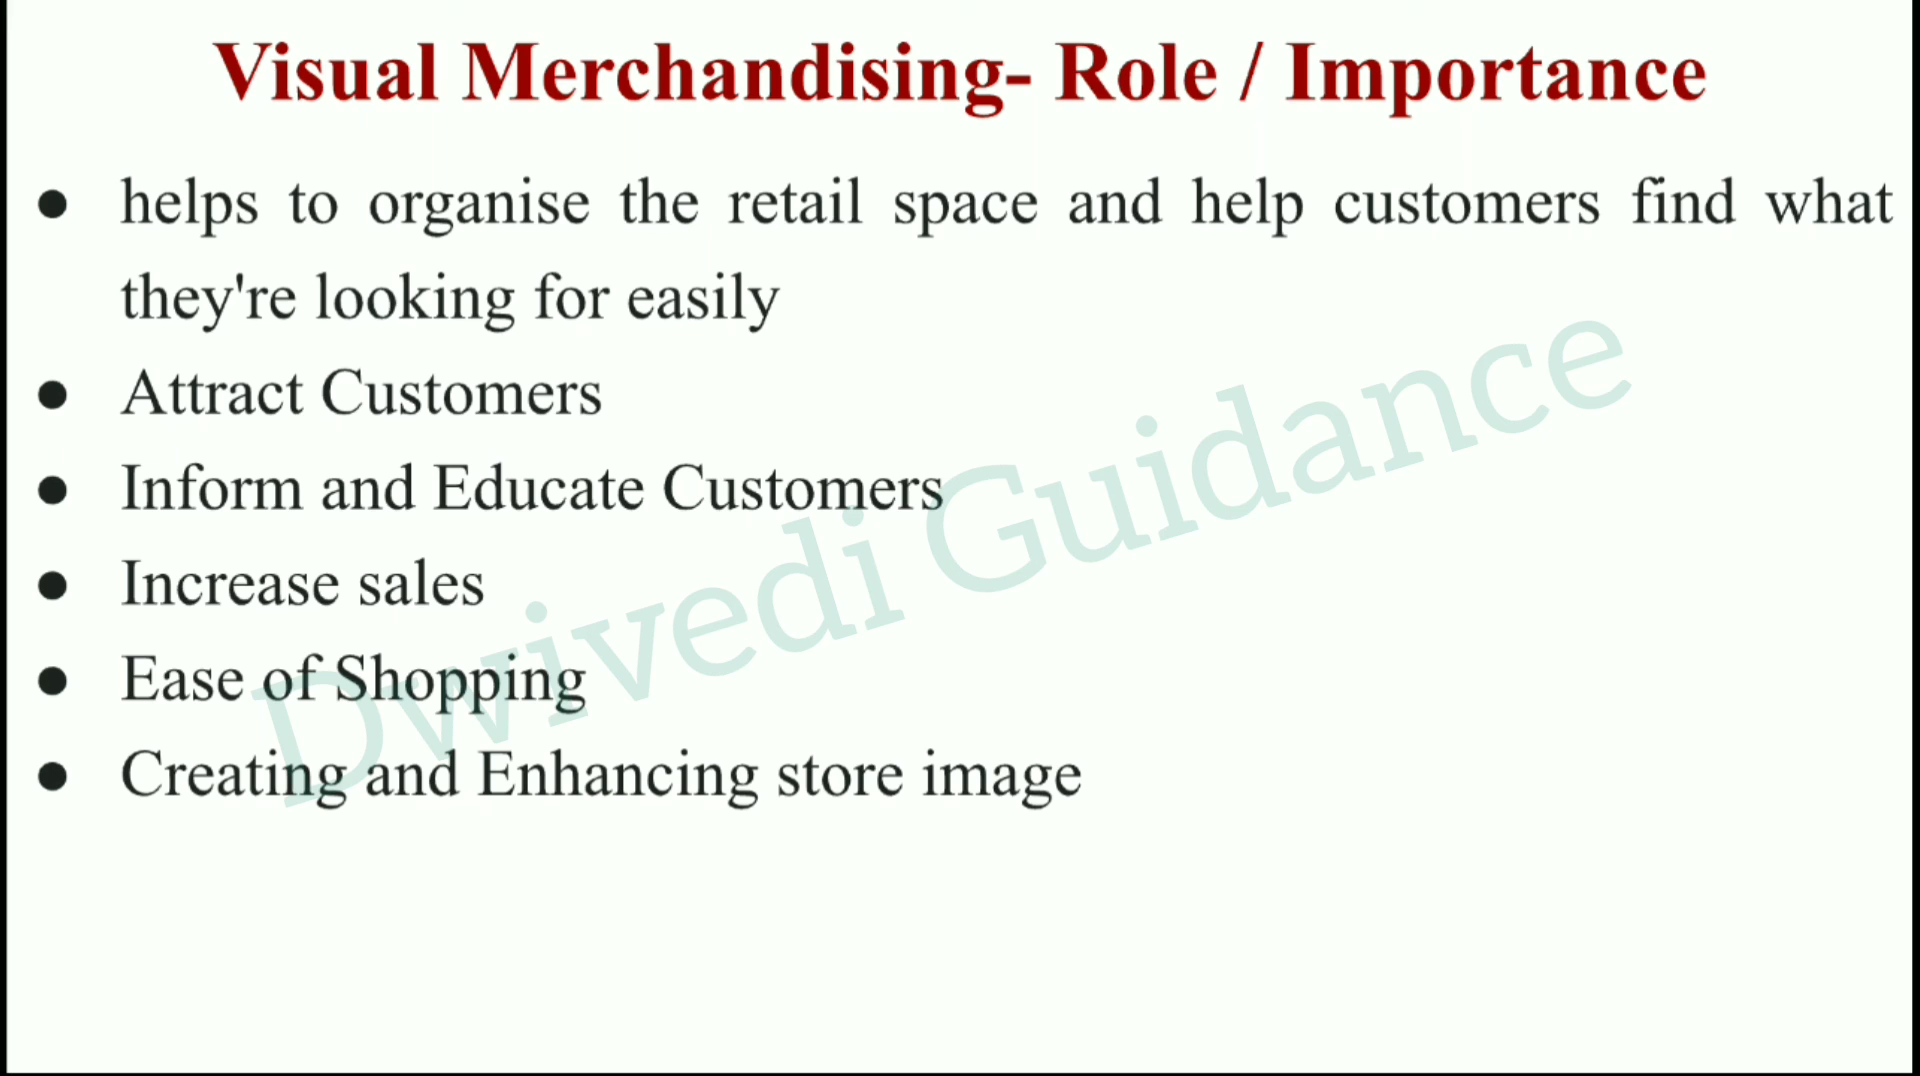 Visual Merchandising- Role / Importance
● helps to organise the retail space and help customers find what
they're looking for easily
● Attract Customers
● Inform and Educate Customers
● Increase sales
● Ease of Shopping
● Creating and Enhancing store image
Dwivedi Guidance